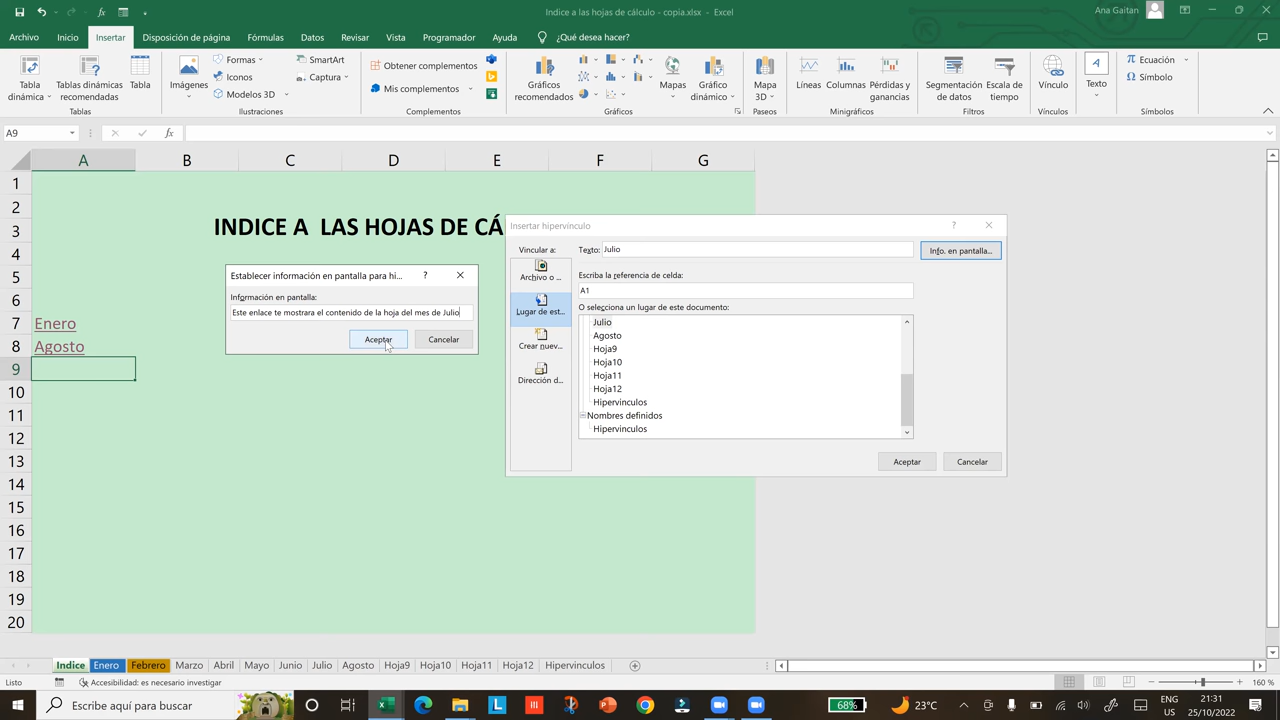 Indice a las hojas de cálculo - copia.xlsx - Excel
Ana Gaitan
Archivo Inicio Insertar Disposición de página Fórmulas Datos Revisar Vista Programador Ayuda ¿Qué desea hacer?
Tabla dinámica
Tablas dinámicas recomendadas
Tabla
Tablas
Imágenes
Formas
Iconos
Modelos 3D
SmartArt
Captura
Ilustraciones
Obtener complementos
Mis complementos
Complementos
Gráficos recomendados
Mapas
Gráfico dinámico
Gráficos
Mapa 3D
Paseos
Líneas
Columnas
Pérdidas y ganancias
Minigráficos
Segmentación de datos
Escala de tiempo
Filtros
Vínculo
Vínculos
Texto
Ecuación
Símbolo
Símbolos
A9
fx
A B C D E F G
1
2
3 INDICE A LAS HOJAS DE CÁ
4
5
6
7 Enero
8 Agosto
9
10
11
12
13
14
15
16
17
18
19
20
Establecer información en pantalla para hi... ?
Información en pantalla:
Este enlace te mostrara el contenido de la hoja del mes de Julio
Aceptar Cancelar
Insertar hipervínculo ?
Vincular a:
Texto: Julio
Info. en pantalla...
Archivo o ...
Lugar de est...
Crear nuev...
Dirección d...
Escriba la referencia de celda:
A1
O selecciona un lugar de este documento:
Julio
Agosto
Hoja9
Hoja10
Hoja11
Hoja12
Hipervinculos
Nombres definidos
Hipervinculos
Aceptar Cancelar
Indice Enero Febrero Marzo Abril Mayo Junio Julio Agosto Hoja9 Hoja10 Hoja11 Hoja12 Hipervinculos
Listo Accesibilidad: es necesario investigar 160 %
Escribe aquí para buscar
68%
23°C
ENG
US
21:31
25/10/2022